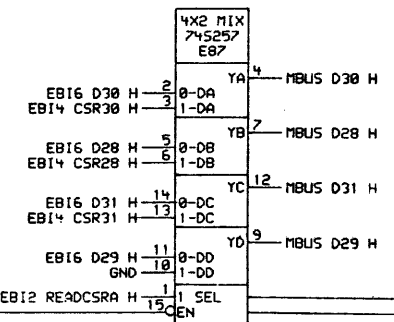 4X2 MIX
74S257
E87
YA 4 MBUS D30 H
EBI6 D30 H 2 0-DA
EBI4 CSR30 H 3 1-DA
YB 7 MBUS D28 H
EBI6 D28 H 5 0-DB
EBI4 CSR28 H 6 1-DB
YC 12 MBUS D31 H
EBI6 D31 H 14 0-DC
EBI4 CSR31 H 13 1-DC
YD 9 MBUS D29 H
EBI6 D29 H 11 0-DD
GND 10 1-DD
EBI2 READCSRA H 1 1 SEL
15 EN